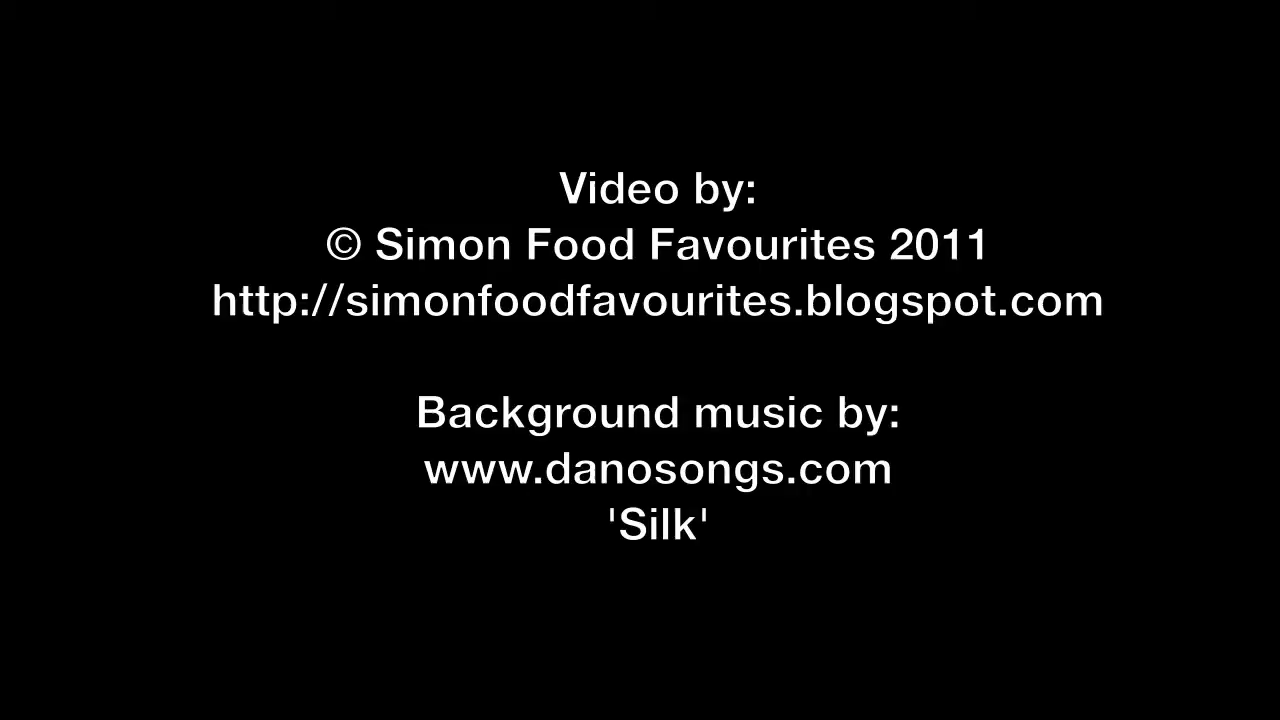 Video by:
© Simon Food Favourites 2011
http://simonfoodfavourites.blogspot.com
Background music by:
www.danosongs.com
'Silk'